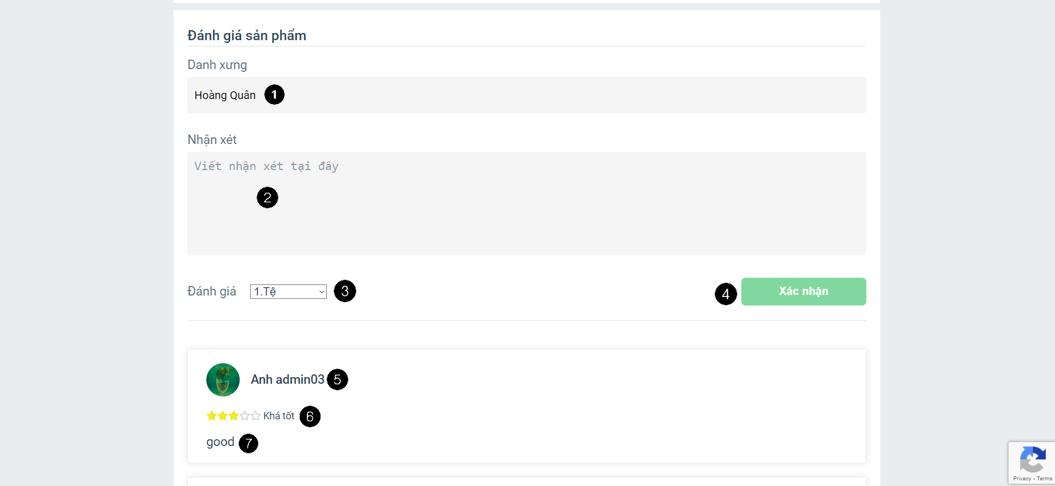 Đánh giá sản phẩm
Danh xưng
Hoàng Quân 1
Nhận xét
Viết nhận xét tại đây
2
Đánh giá 1.Tệ 3 4 Xác nhận
Anh admin03 5
Khá tốt 6
good 7
Privacy - Terms